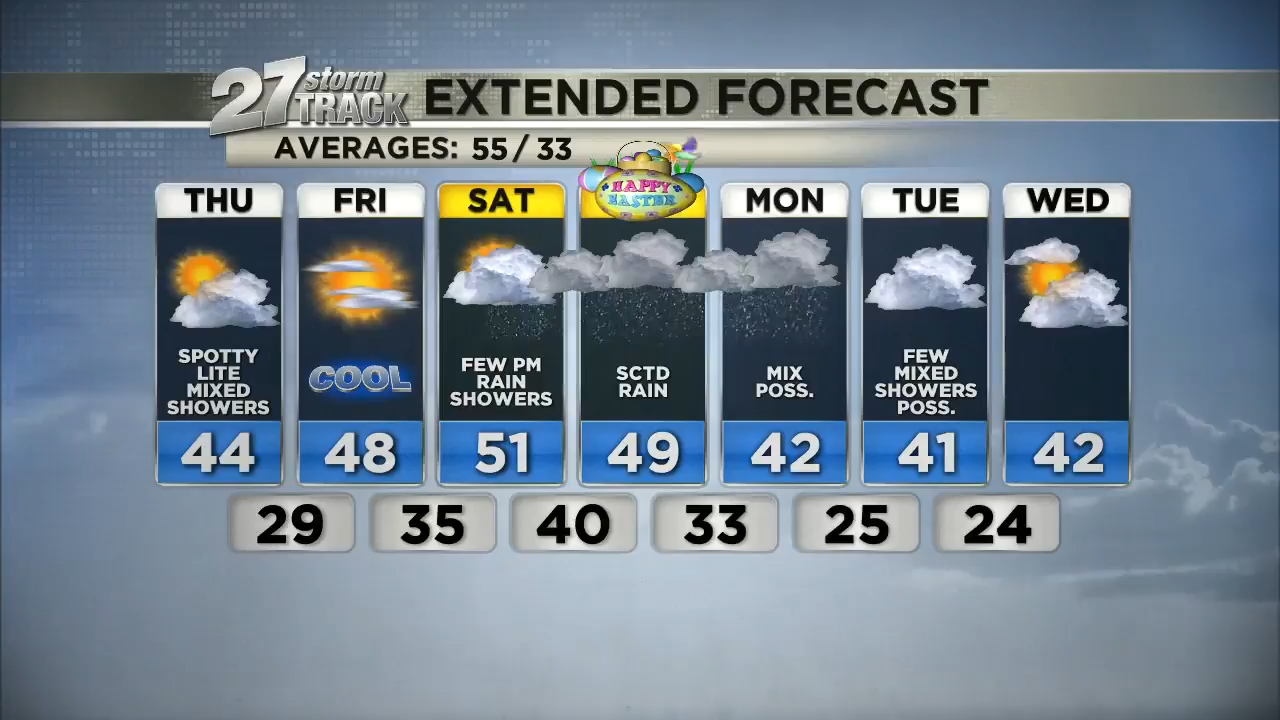 27 storm TRACK EXTENDED FORECAST
AVERAGES: 55 / 33
THU
FRI
SAT
HAPPY
EASTER
MON
TUE
WED
SPOTTY
LITE
MIXED
SHOWERS
COOL
FEW PM
RAIN
SHOWERS
SCTD
RAIN
MIX
POSS.
FEW
MIXED
SHOWERS
POSS.
44 48 51 49 42 41 42
29 35 40 33 25 24